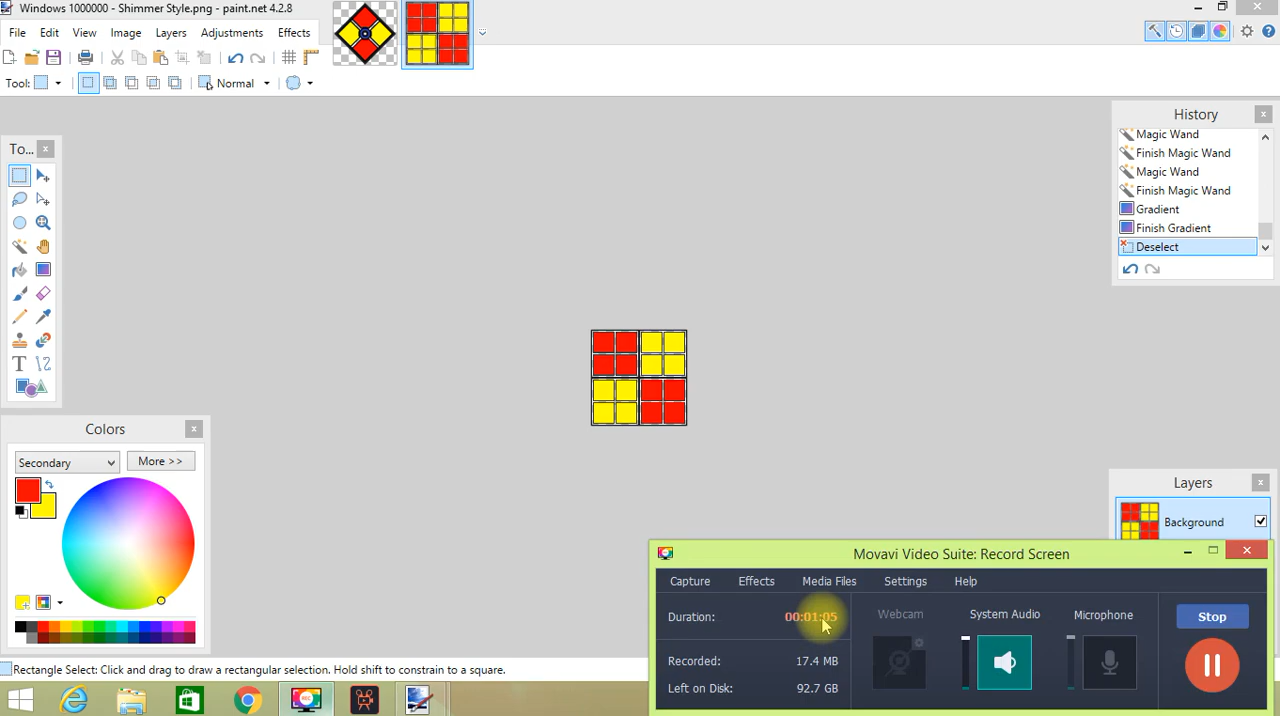 Windows 1000000 - Shimmer Style.png - paint.net 4.2.8
File Edit View Image Layers Adjustments Effects
Tool: Normal
To...
History
Magic Wand
Finish Magic Wand
Magic Wand
Finish Magic Wand
Gradient
Finish Gradient
Deselect
Colors
Secondary
More >>
Layers
Background
Movavi Video Suite: Record Screen
Capture Effects Media Files Settings Help
Duration: 00:01:05
Webcam System Audio Microphone
Stop
Recorded: 17.4 MB
Left on Disk: 92.7 GB
Rectangle Select: Click and drag to draw a rectangular selection. Hold shift to constrain to a square.